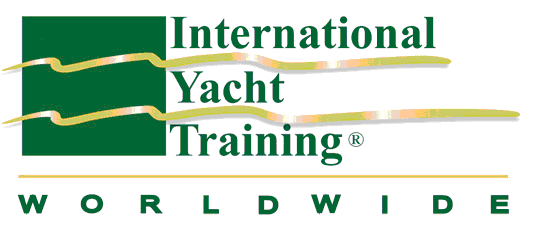 International
Yacht
Training®
WORLDWIDE